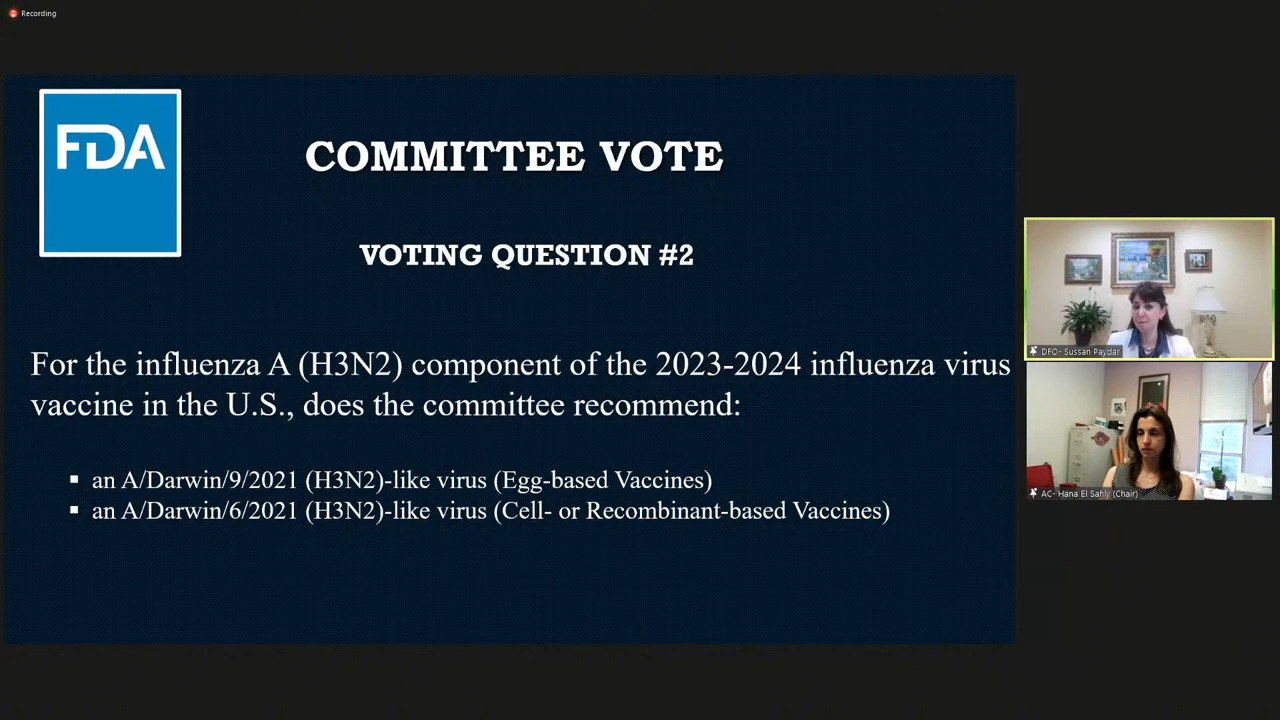 Recording
FDA
COMMITTEE VOTE
VOTING QUESTION #2
For the influenza A (H3N2) component of the 2023-2024 influenza virus
vaccine in the U.S., does the committee recommend:
▪ an A/Darwin/9/2021 (H3N2)-like virus (Egg-based Vaccines)
▪ an A/Darwin/6/2021 (H3N2)-like virus (Cell- or Recombinant-based Vaccines)
DFO- Sussan Paydar
AC- Hana El Sahly (Chair)